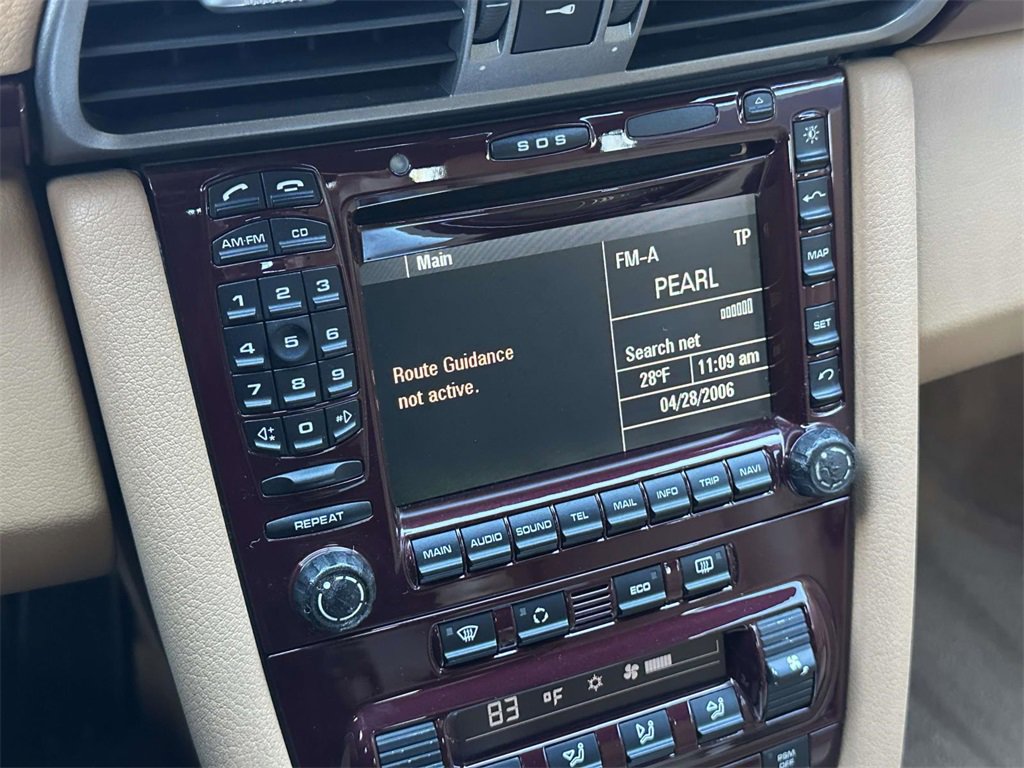 SOS
AM·FM
CD
1
2
3
4
5
6
7
8
9
*
0
#
REPEAT
Main
Route Guidance
not active.
FM-A
TP
PEARL
Search net
28°F
11:09 am
04/28/2006
MAP
SET
MAIN
AUDIO
SOUND
TEL
MAIL
INFO
TRIP
NAVI
ECO
83 °F
PSM
OFF